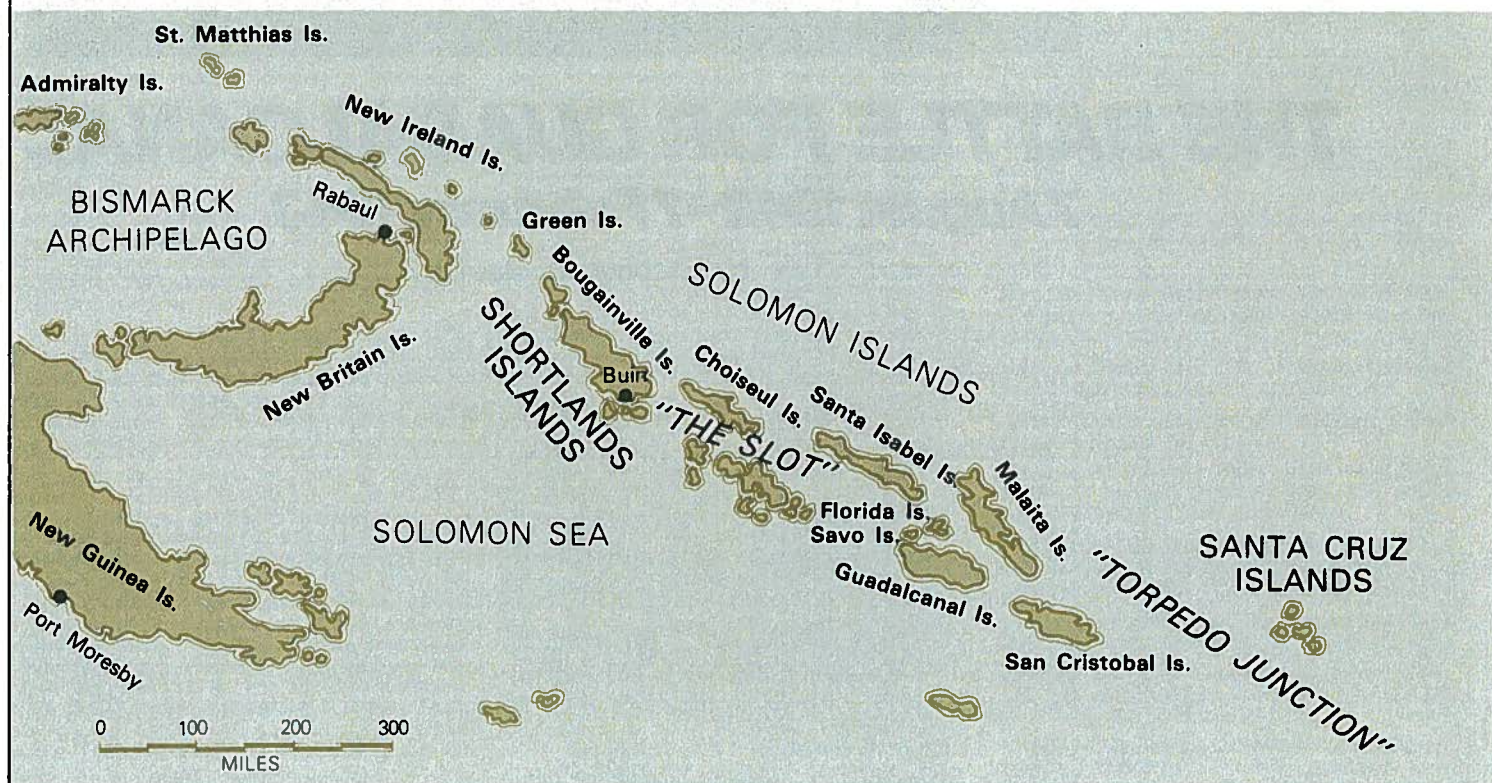 St. Matthias Is.
Admiralty Is.
New Ireland Is.
BISMARCK
ARCHIPELAGO
Rabaul
Green Is.
Bougainville Is.
SOLOMON ISLANDS
SHORTLANDS
ISLANDS
New Britain Is.
Buin
Choiseul Is.
"THE SLOT"
Santa Isabel Is.
Malaita Is.
SOLOMON SEA
Florida Is.
Savo Is.
New Guinea Is.
Guadalcanal Is.
SANTA CRUZ
ISLANDS
"TORPEDO JUNCTION"
Port Moresby
San Cristobal Is.
0 100 200 300
MILES